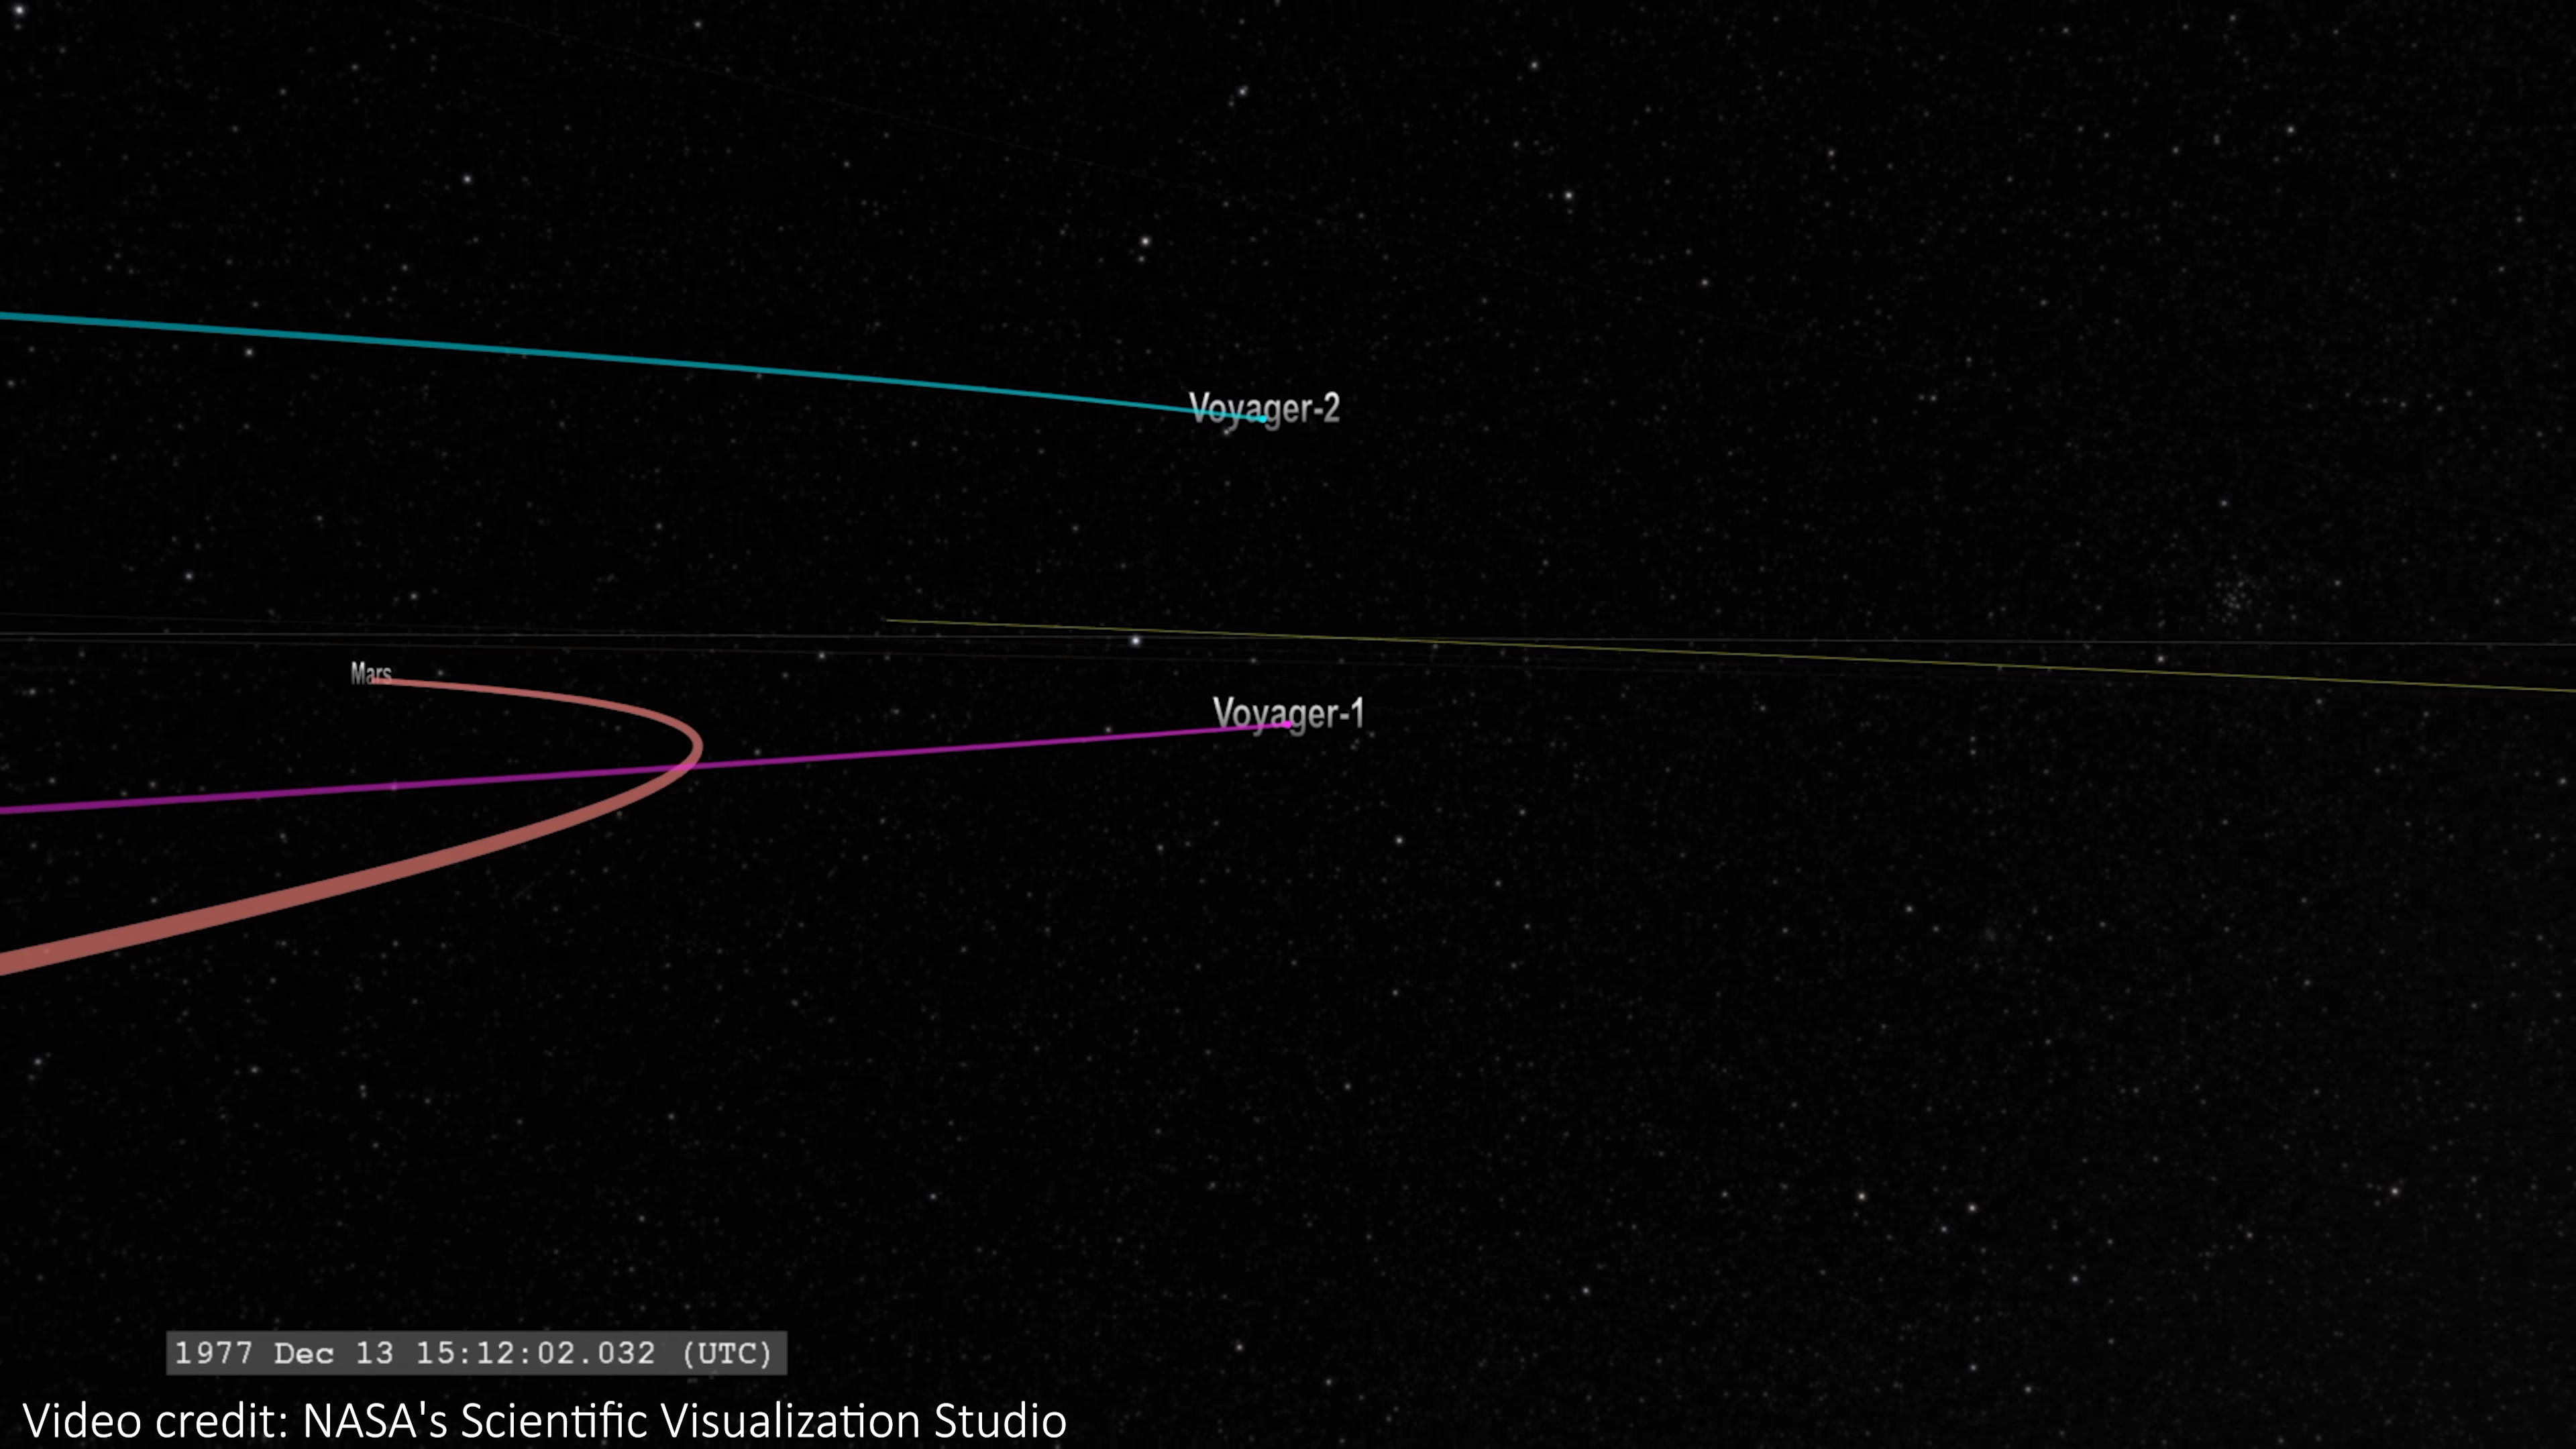 Voyager-2
Mars
Voyager-1
1977 Dec 13 15:12:02.032 (UTC)
Video credit: NASA's Scientific Visualization Studio